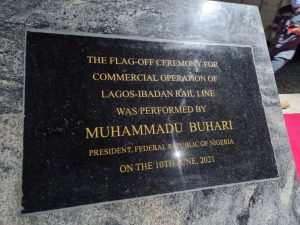 THE FLAG-OFF CEREMONY FOR
COMMERCIAL OPERATION OF
LAGOS-IBADAN RAIL LINE
WAS PERFORMED BY
MUHAMMADU BUHARI
PRESIDENT, FEDERAL REPUBLIC OF NIGERIA
ON THE 10TH JUNE, 2021